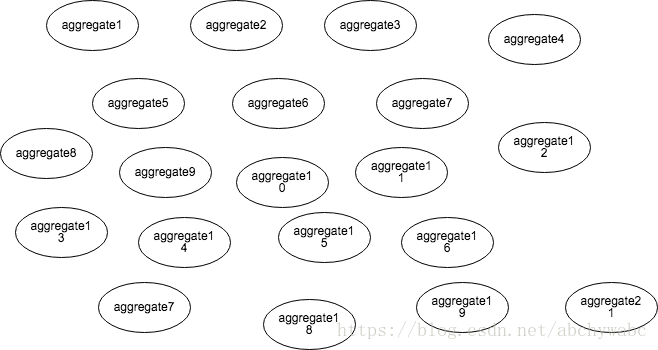 aggregate1
aggregate2
aggregate3
aggregate4
aggregate5
aggregate6
aggregate7
aggregate8
aggregate9
aggregate1
0
aggregate1
1
aggregate1
2
aggregate1
3
aggregate1
4
aggregate1
5
aggregate1
6
aggregate7
aggregate1
8
aggregate1
9
aggregate2
1
https://blog.csdn.net/abchywabc